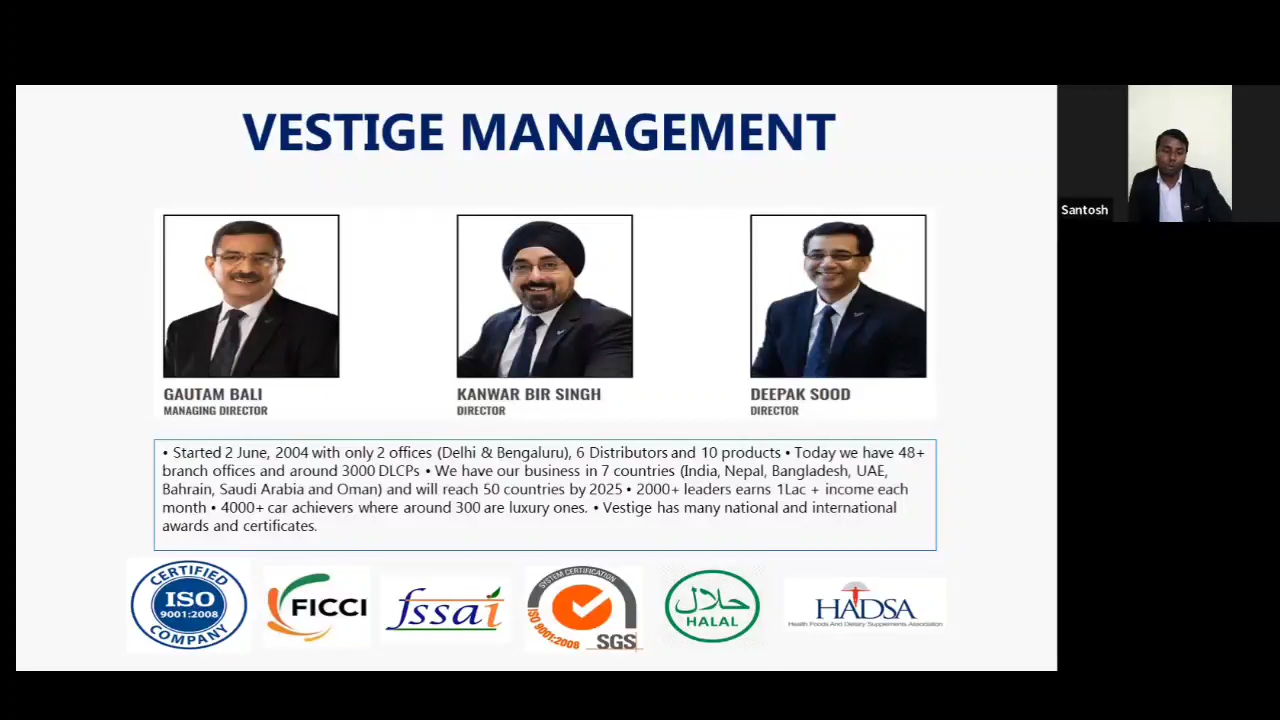 VESTIGE MANAGEMENT
Santosh
GAUTAM BALI
MANAGING DIRECTOR
KANWAR BIR SINGH
DIRECTOR
DEEPAK SOOD
DIRECTOR
• Started 2 June, 2004 with only 2 offices (Delhi & Bengaluru), 6 Distributors and 10 products • Today we have 48+
branch offices and around 3000 DLCPs • We have our business in 7 countries (India, Nepal, Bangladesh, UAE,
Bahrain, Saudi Arabia and Oman) and will reach 50 countries by 2025 • 2000+ leaders earns 1Lac + income each
month • 4000+ car achievers where around 300 are luxury ones. • Vestige has many national and international
awards and certificates.
CERTIFIED
ISO
9001:2008
COMPANY
FICCI
fssai
SYSTEM CERTIFICATION
ISO 9001:2008
SGS
حلال
HALAL
HADSA
Health Foods And Dietary Supplements Association